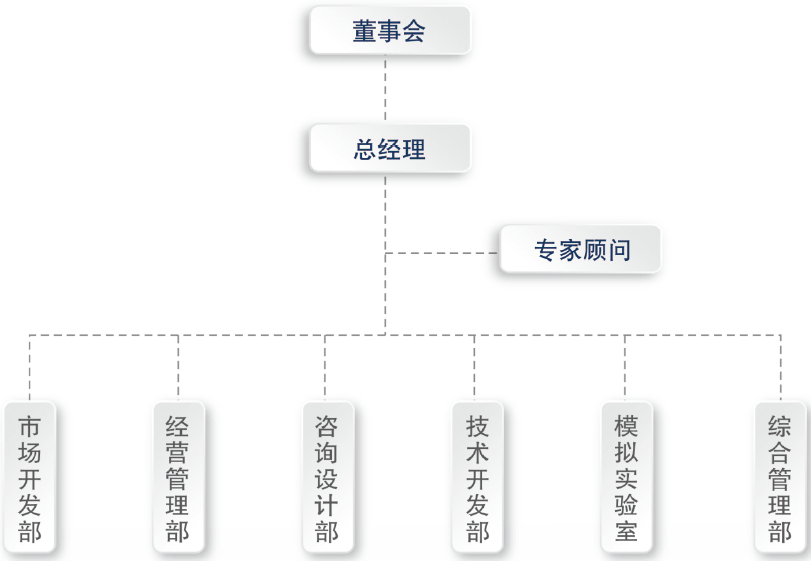 董事会
总经理
专家顾问
市场开发部
经营管理部
咨询设计部
技术开发部
模拟实验室
综合管理部